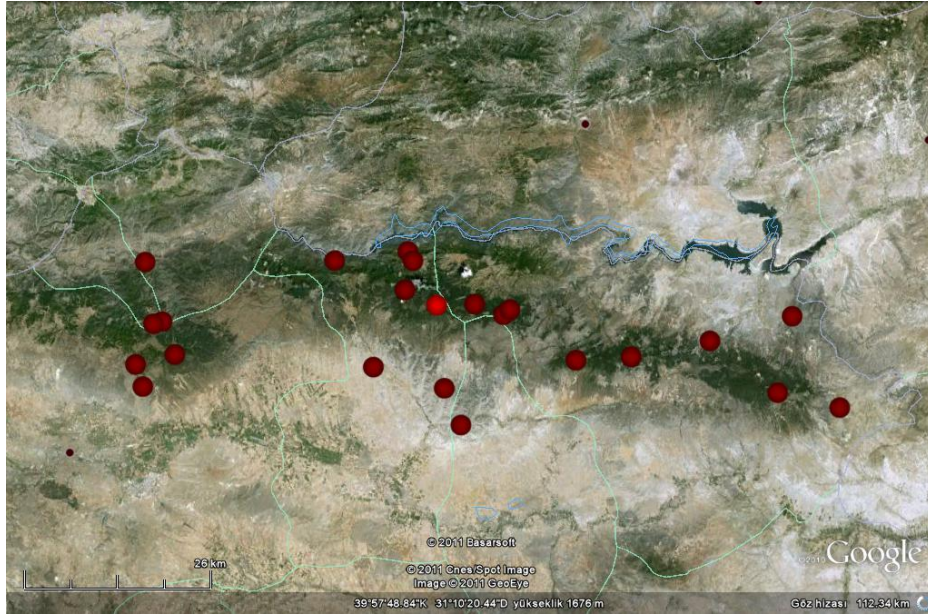 26 km
© 2011 Basarsoft
© 2011 Cnes/Spot Image
Image © 2011 GeoEye
Google
39°57'48.84"K 31°10'20.44"D yükseklik 1676 m
Göz hizası 112.34 km